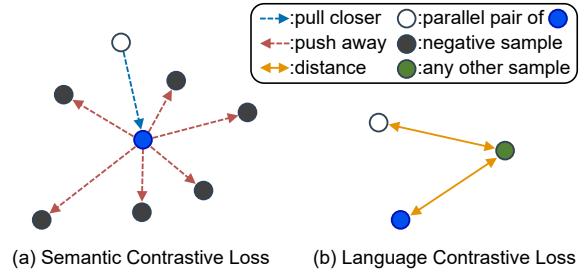 :pull closer
:parallel pair of
:push away
:negative sample
:distance
:any other sample
(a) Semantic Contrastive Loss
(b) Language Contrastive Loss